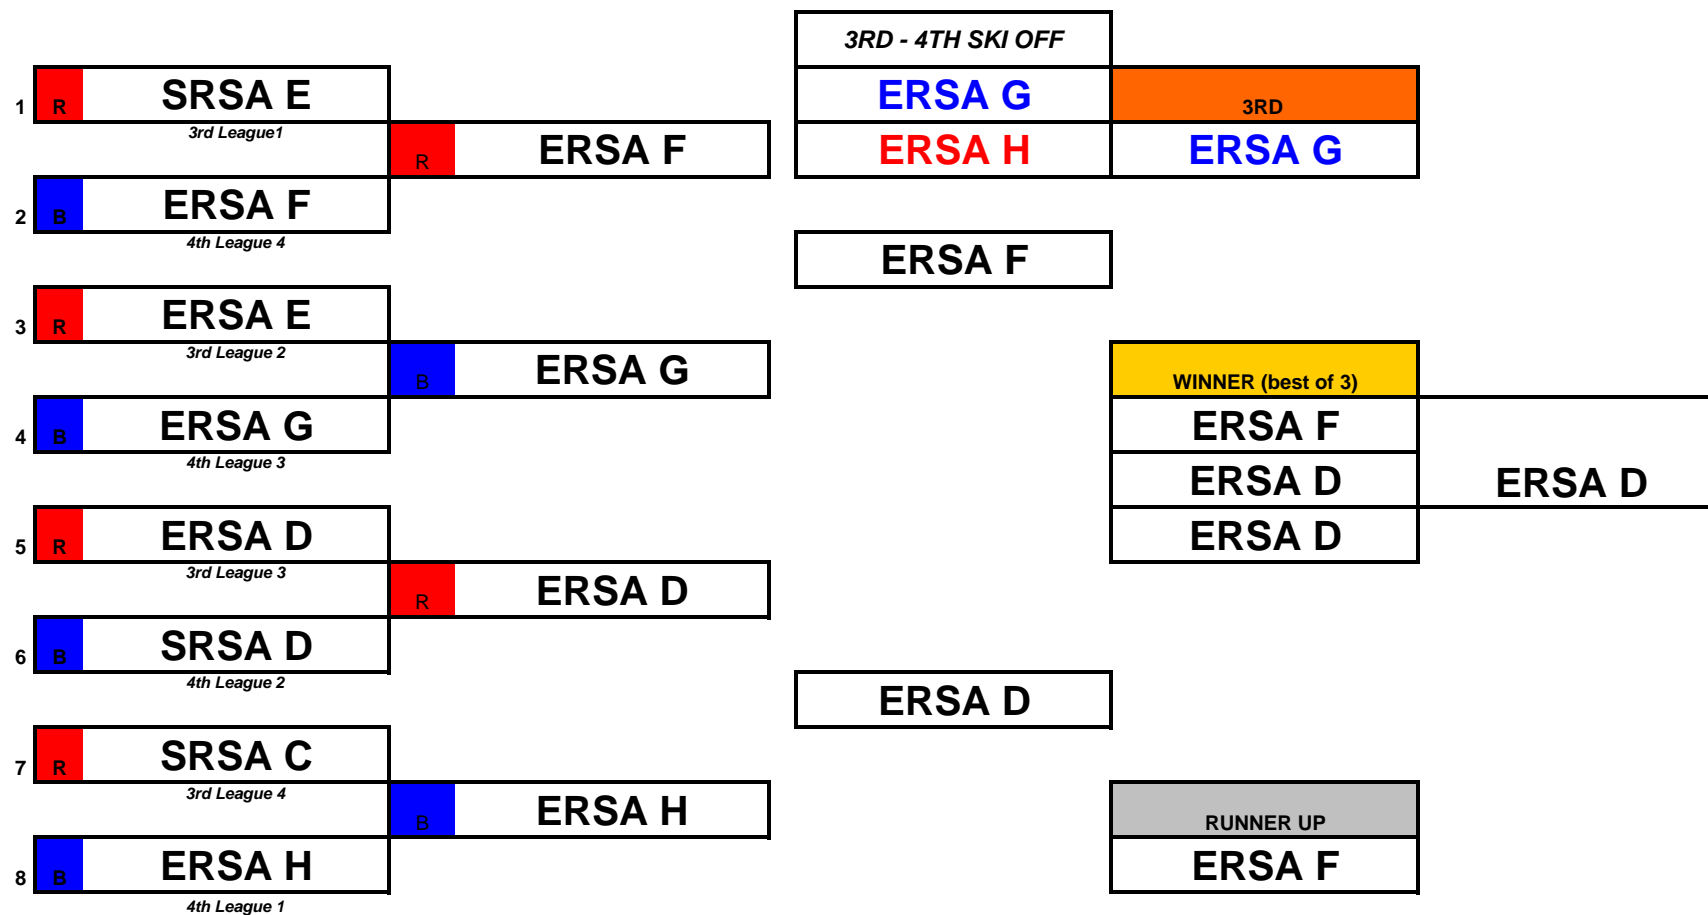 3RD - 4TH SKI OFF
1 R SRSA E ERSA G 3RD
3rd League1
R ERSA F ERSA H ERSA G
2 B ERSA F
4th League 4
ERSA F
3 R ERSA E
3rd League 2
B ERSA G WINNER (best of 3)
4 B ERSA G ERSA F
4th League 3
ERSA D ERSA D
5 R ERSA D ERSA D
3rd League 3
R ERSA D
6 B SRSA D
4th League 2
ERSA D
7 R SRSA C
3rd League 4
B ERSA H RUNNER UP
8 B ERSA H ERSA F
4th League 1